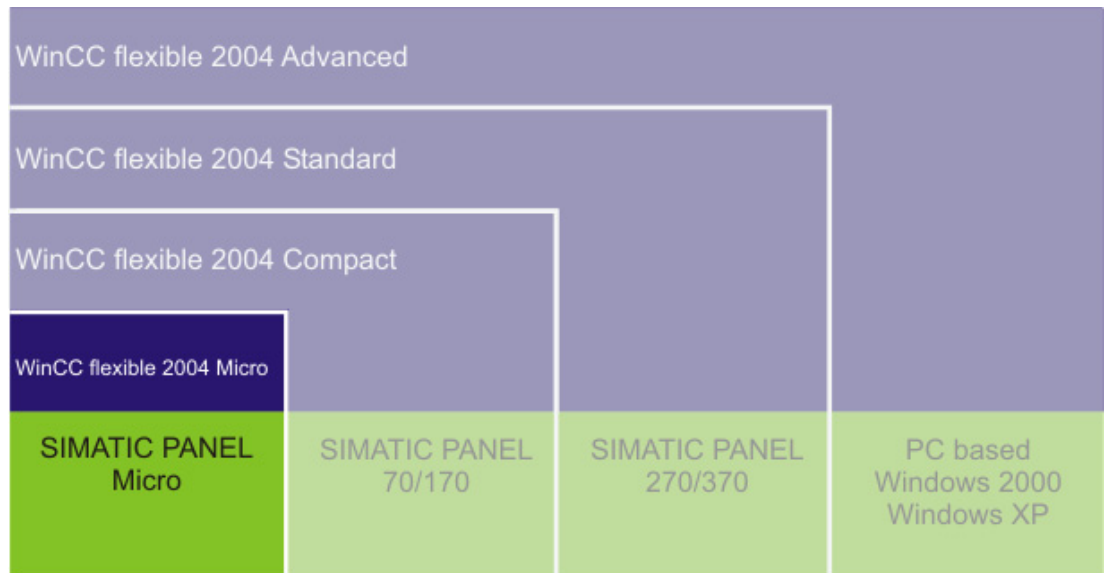 WinCC flexible 2004 Advanced
WinCC flexible 2004 Standard
WinCC flexible 2004 Compact
WinCC flexible 2004 Micro
SIMATIC PANEL
Micro
SIMATIC PANEL
70/170
SIMATIC PANEL
270/370
PC based
Windows 2000
Windows XP